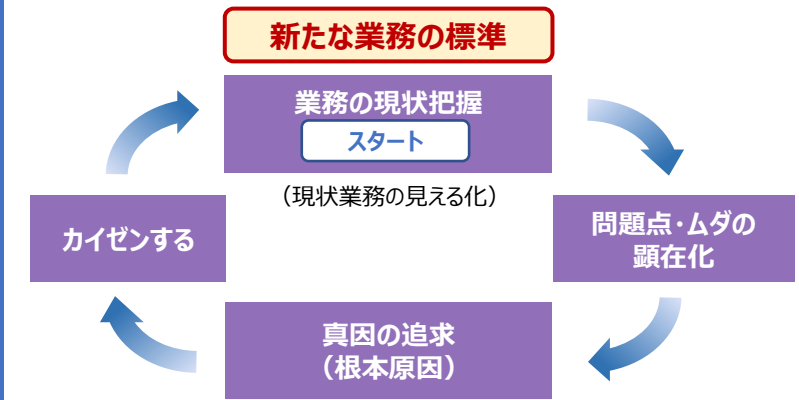 新たな業務の標準
業務の現状把握
スタート
（現状業務の見える化）
カイゼンする
問題点・ムダの
顕在化
真因の追求
（根本原因）